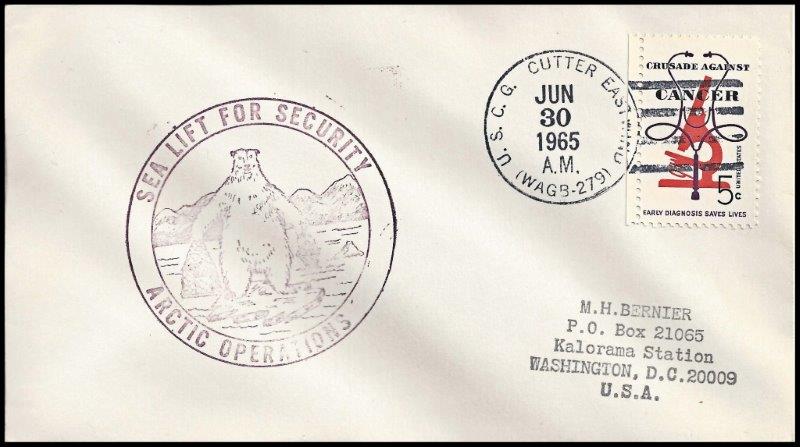 SEA LIFT FOR SECURITY
ARCTIC OPERATIONS
U.S.C.G. CUTTER EASTWIND
JUN
30
1965
A.M.
(WAGB-279)
CRUSADE AGAINST
CANCER
5c
UNITED STATES
EARLY DIAGNOSIS SAVES LIVES
M.H.BERNIER
P.O. Box 21065
Kalorama Station
WASHINGTON, D.C.20009
U.S.A.